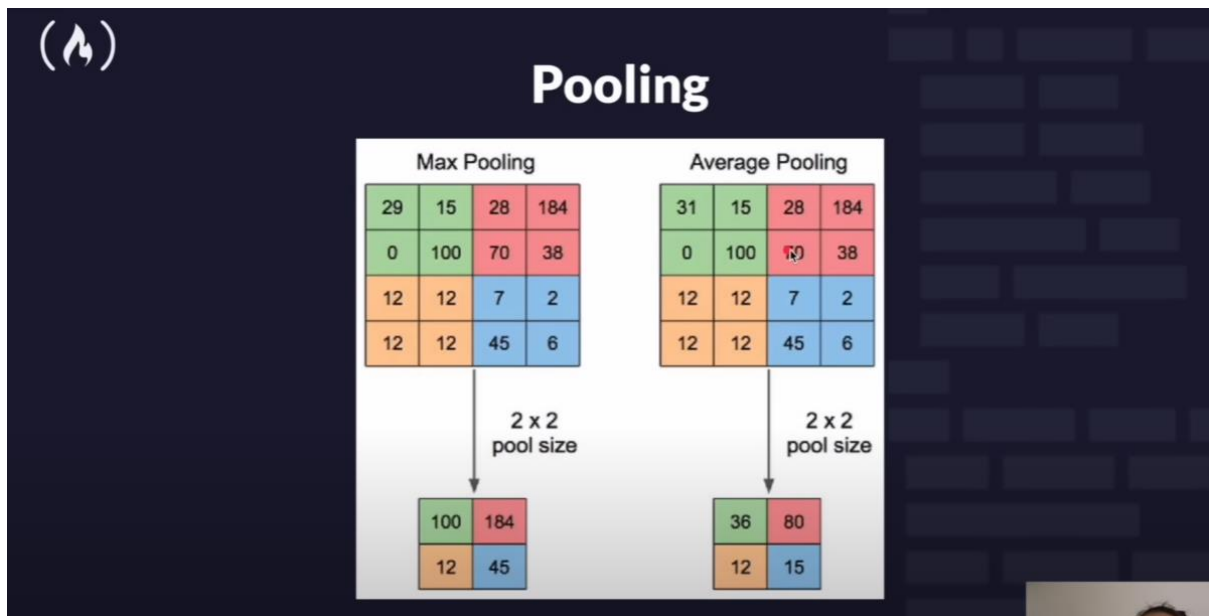 Pooling
Max Pooling
29 15 28 184
0 100 70 38
12 12 7 2
12 12 45 6
2 x 2
pool size
100 184
12 45
Average Pooling
31 15 28 184
0 100 38
12 12 7 2
12 12 45 6
2 x 2
pool size
36 80
12 15